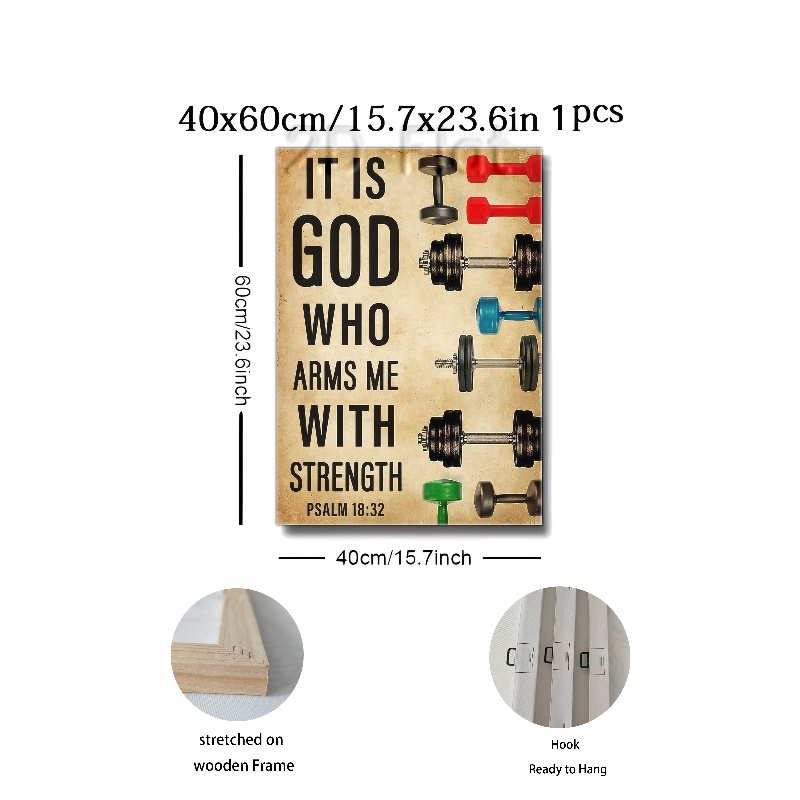 40x60cm/15.7x23.6in 1pcs
IT IS
GOD
WHO
ARMS ME
WITH
STRENGTH
PSALM 18:32
60cm/23.6inch
40cm/15.7inch
stretched on
wooden Frame
Hook
Ready to Hang